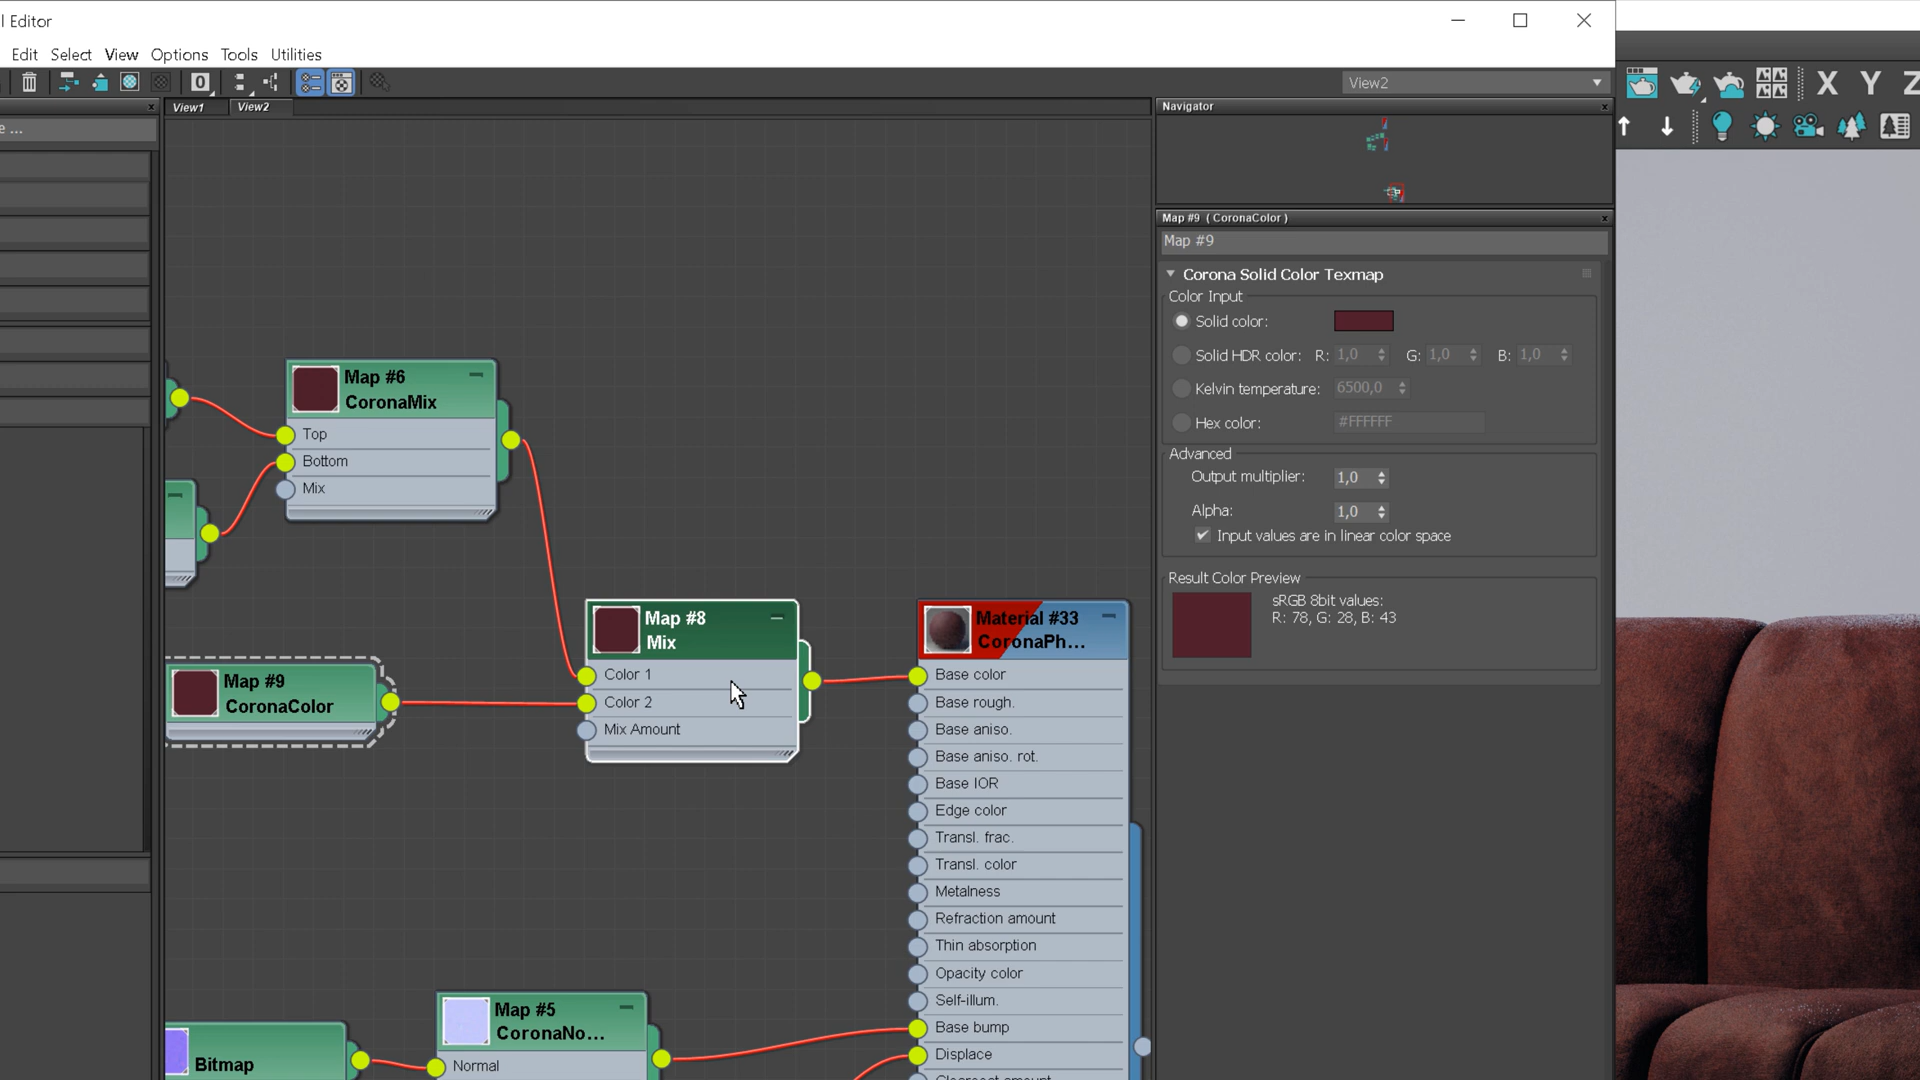 l Editor
Edit Select View Options Tools Utilities
0
View2
X Y Z
View1 View2
Navigator
e ...
Map #9 ( CoronaColor )
Map #9
Corona Solid Color Texmap
Color Input
Solid color:
Solid HDR color: R: 1,0 G: 1,0 B: 1,0
Kelvin temperature: 6500,0
Hex color: #FFFFFF
Advanced
Output multiplier: 1,0
Alpha: 1,0
Input values are in linear color space
Result Color Preview
sRGB 8bit values:
R: 78, G: 28, B: 43
Map #6
CoronaMix
Top
Bottom
Mix
Map #9
CoronaColor
Map #8
Mix
Color 1
Color 2
Mix Amount
Material #33
CoronaPh...
Base color
Base rough.
Base aniso.
Base aniso. rot.
Base IOR
Edge color
Transl. frac.
Transl. color
Metalness
Refraction amount
Thin absorption
Opacity color
Self-illum.
Base bump
Displace
Clearcoat amount
Map #5
CoronaNo...
Normal
Bitmap